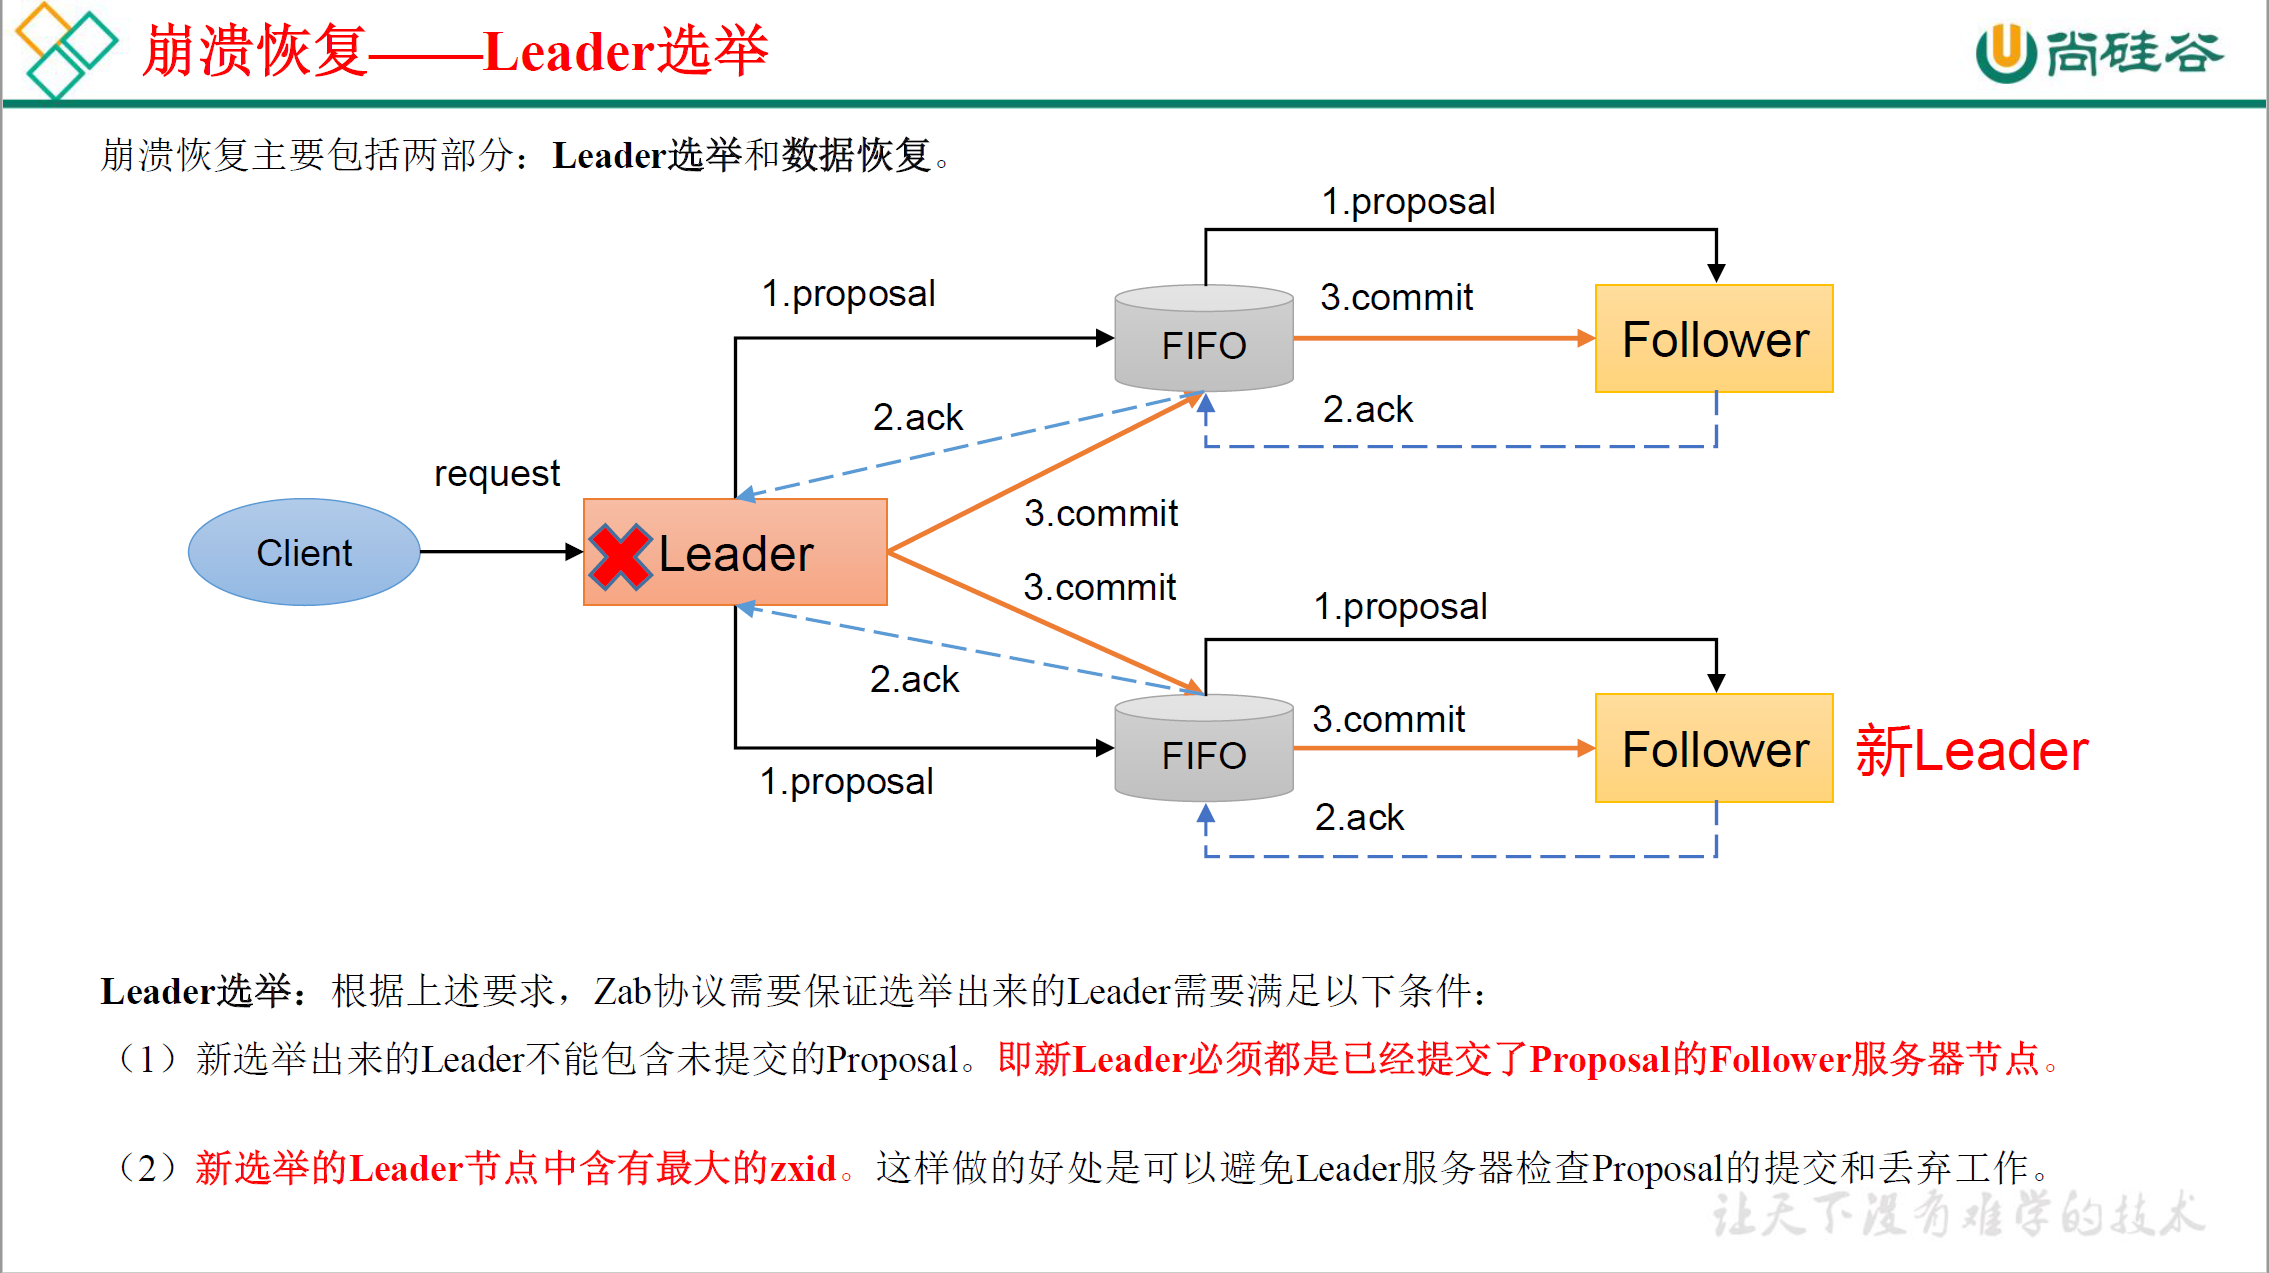 崩溃恢复——Leader选举
尚硅谷
崩溃恢复主要包括两部分：Leader选举和数据恢复。
1.proposal
1.proposal
3.commit
FIFO
Follower
2.ack
2.ack
request
3.commit
Client
Leader
3.commit
1.proposal
2.ack
3.commit
FIFO
Follower
新Leader
1.proposal
2.ack
Leader选举：根据上述要求，Zab协议需要保证选举出来的Leader需要满足以下条件：
（1）新选举出来的Leader不能包含未提交的Proposal。即新Leader必须都是已经提交了Proposal的Follower服务器节点。
（2）新选举的Leader节点中含有最大的zxid。这样做的好处是可以避免Leader服务器检查Proposal的提交和丢弃工作。
让天下没有难学的技术